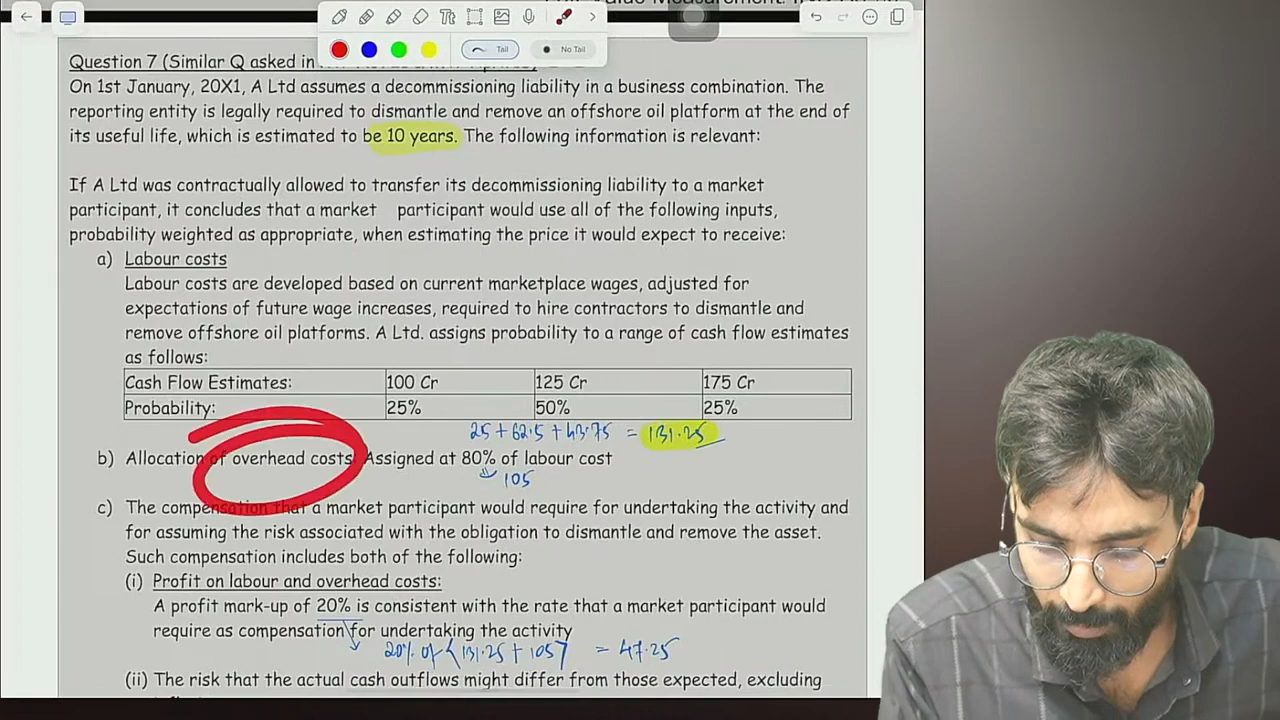 Tail
No Tail
Question 7 (Similar Q asked in
On 1st January, 20X1, A Ltd assumes a decommissioning liability in a business combination. The
reporting entity is legally required to dismantle and remove an offshore oil platform at the end of
its useful life, which is estimated to be 10 years. The following information is relevant:
If A Ltd was contractually allowed to transfer its decommissioning liability to a market
participant, it concludes that a market participant would use all of the following inputs,
probability weighted as appropriate, when estimating the price it would expect to receive:
a) Labour costs
Labour costs are developed based on current marketplace wages, adjusted for
expectations of future wage increases, required to hire contractors to dismantle and
remove offshore oil platforms. A Ltd. assigns probability to a range of cash flow estimates
as follows:
Cash Flow Estimates: 100 Cr 125 Cr 175 Cr
Probability: 25% 50% 25%
25 + 62.5 + 43.75 = 131.25
b) Allocation of overhead costs: Assigned at 80% of labour cost
105
c) The compensation that a market participant would require for undertaking the activity and
for assuming the risk associated with the obligation to dismantle and remove the asset.
Such compensation includes both of the following:
(i) Profit on labour and overhead costs:
A profit mark-up of 20% is consistent with the rate that a market participant would
require as compensation for undertaking the activity
20% of {131.25 + 105} = 47.25
(ii) The risk that the actual cash outflows might differ from those expected, excluding